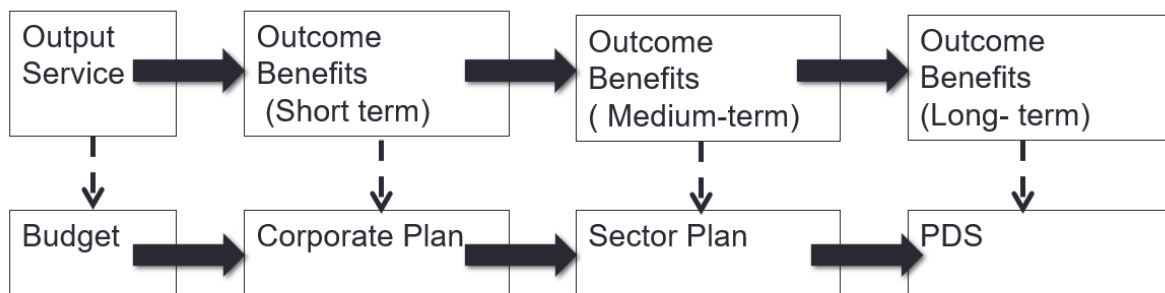 Output
Service
Outcome
Benefits
(Short term)
Outcome
Benefits
( Medium-term)
Outcome
Benefits
(Long- term)
Budget
Corporate Plan
Sector Plan
PDS